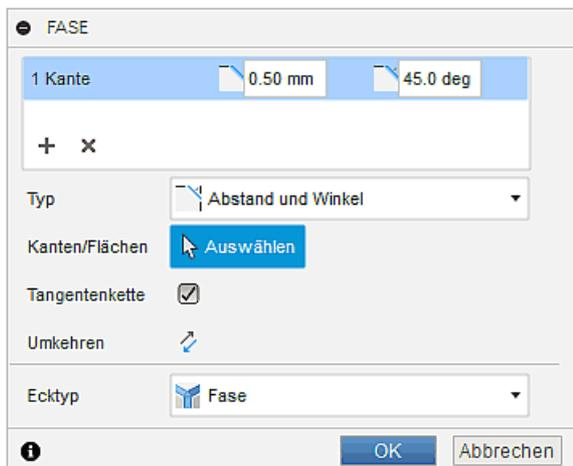 FASE
1 Kante 0.50 mm 45.0 deg
Typ Abstand und Winkel
Kanten/Flächen Auswählen
Tangentenkette
Umkehren
Ecktyp Fase
OK Abbrechen